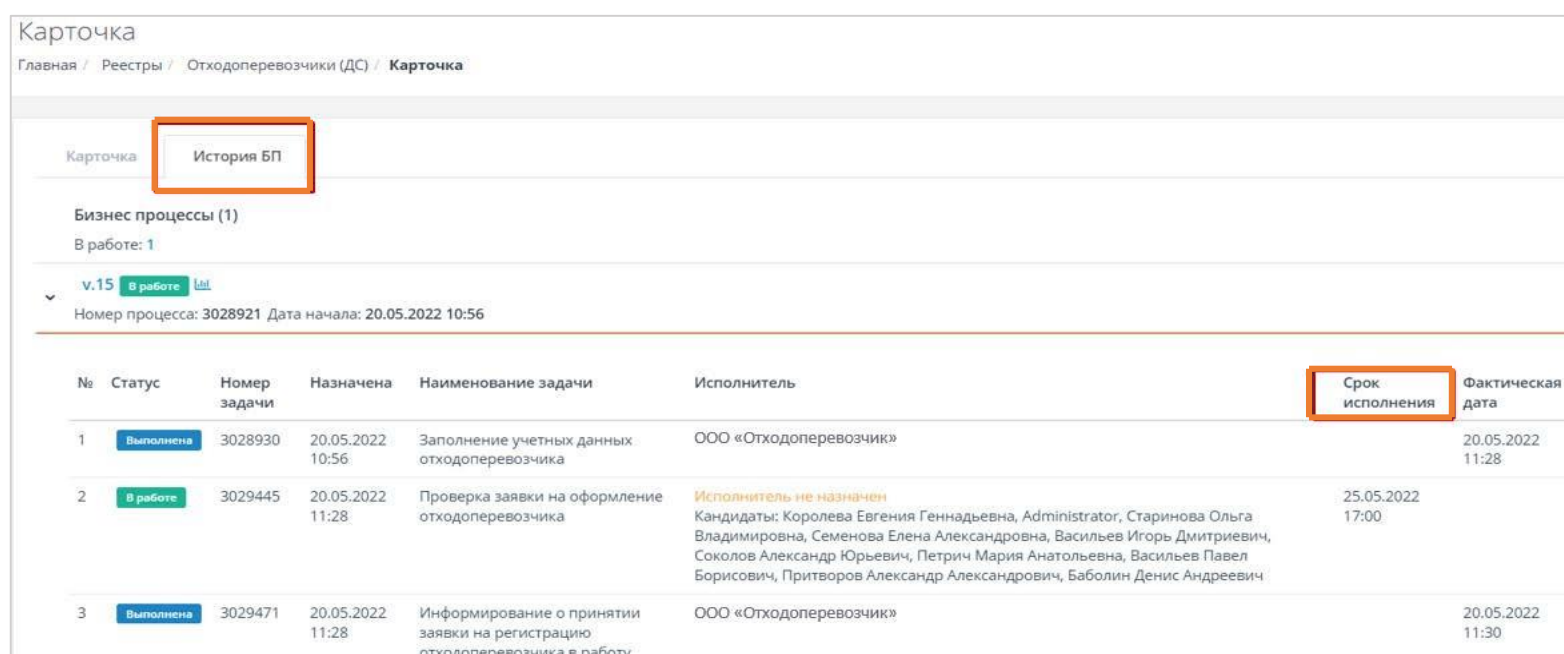 Карточка
Главная / Реестры / Отходоперевозчики (ДС) / Карточка
Карточка История БП
Бизнес процессы (1)
В работе: 1
v.15 В работе
Номер процесса: 3028921 Дата начала: 20.05.2022 10:56
№ Статус Номер задачи Назначена Наименование задачи Исполнитель Срок исполнения Фактическая дата
1 Выполнена 3028930 20.05.2022 Заполнение учетных данных ООО «Отходоперевозчик» 20.05.2022
10:56 отходоперевозчика 11:28
2 В работе 3029445 20.05.2022 Проверка заявки на оформление Исполнитель не назначен 25.05.2022
11:28 отходоперевозчика Кандидаты: Королева Евгения Геннадьевна, Administrator, Старинова Ольга 17:00
Владимировна, Семенова Елена Александровна, Васильев Игорь Дмитриевич,
Соколов Александр Юрьевич, Петрич Мария Анатольевна, Васильев Павел
Борисович, Притворов Александр Александрович, Баболин Денис Андреевич
3 Выполнена 3029471 20.05.2022 Информирование о принятии ООО «Отходоперевозчик» 20.05.2022
11:28 заявки на регистрацию 11:30
отходоперевозчика в работу